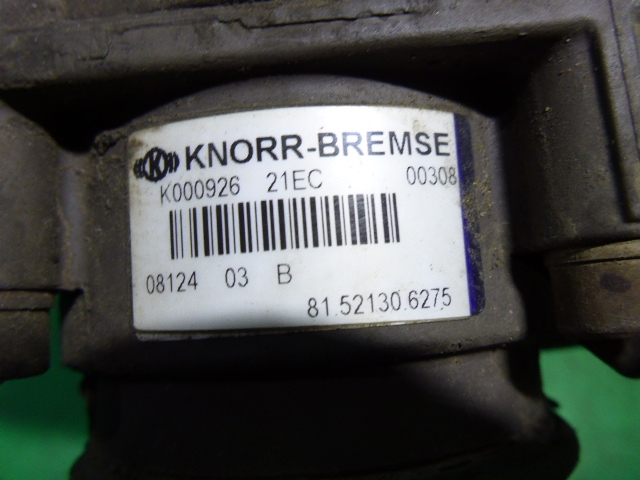 K KNORR-BREMSE
K000926 21EC 00308
08124 03 B
81.52130.6275